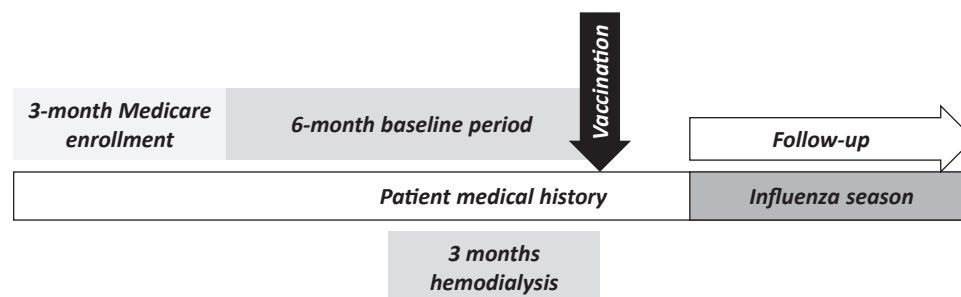 Vaccination
3-month Medicare
enrollment
6-month baseline period
Follow-up
Patient medical history
Influenza season
3 months
hemodialysis